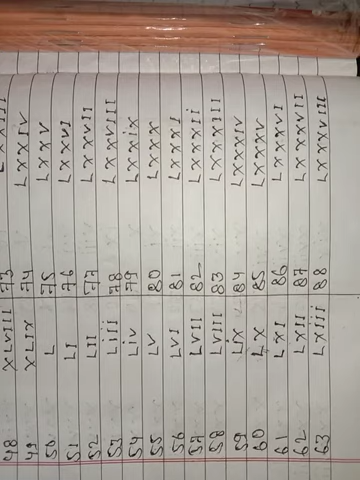 48 XLVIII 73 LXXIII
49 XLIX 74 LXXIV
50 L 75 LXXV
51 LI 76 LXXVI
52 LII 77 LXXVII
53 Liii 78 LXXVIII
54 Liv 79 LXXix
55 LV 80 LXXX
56 LVI 81 LXXXI
57 LVII 82 LXXXIi
58 LVIII 83 LXXXIII
59 Lix 84 LXXXIV
60 LX 85 LXXXV
61 LXI 86 LXXXVI
62 LXII 87 LXXXVII
63 LXIII 88 LXXXVIII